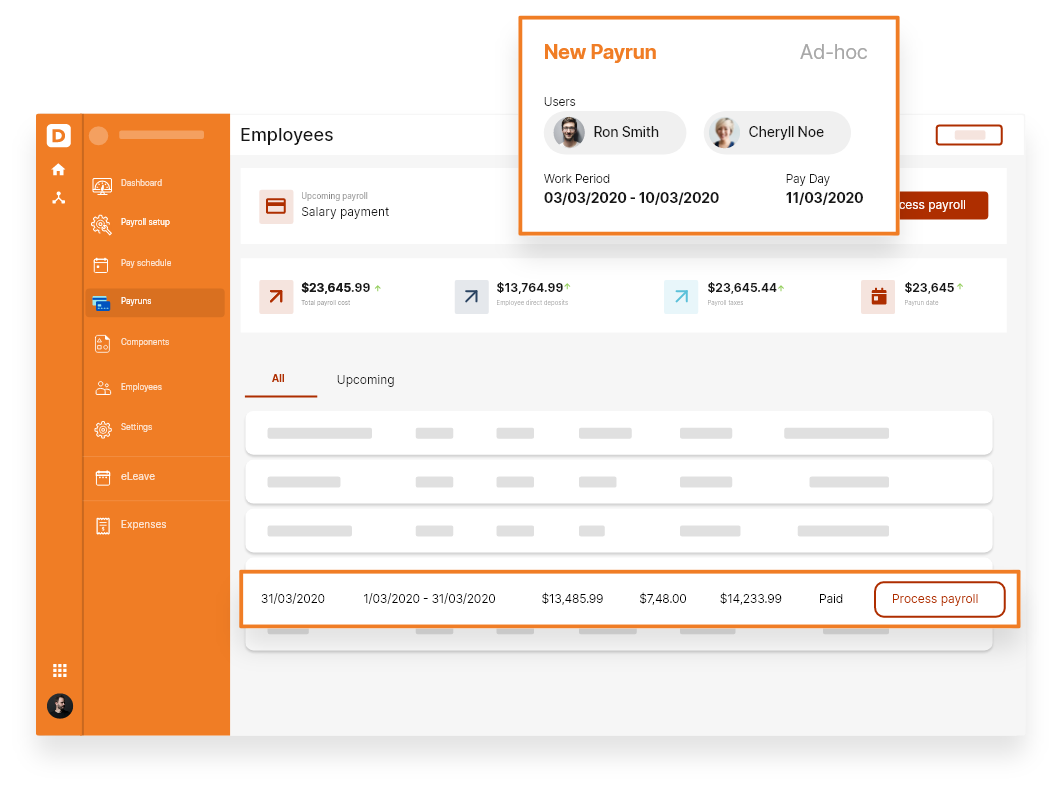 New Payrun
Ad-hoc
Users
Ron Smith
Cheryll Noe
Work Period
Pay Day
03/03/2020 - 10/03/2020
11/03/2020
D
Employees
Dashboard
Payroll setup
Pay schedule
Payruns
Components
Employees
Settings
eLeave
Expenses
Upcoming payroll
Salary payment
cess payroll
$23,645.99
Total payroll cost
$13,764.99
Employee direct deposits
$23,645.44
Payroll taxes
$23,645
Payrun date
All
Upcoming
31/03/2020 1/03/2020 - 31/03/2020 $13,485.99 $7,48.00 $14,233.99 Paid Process payroll